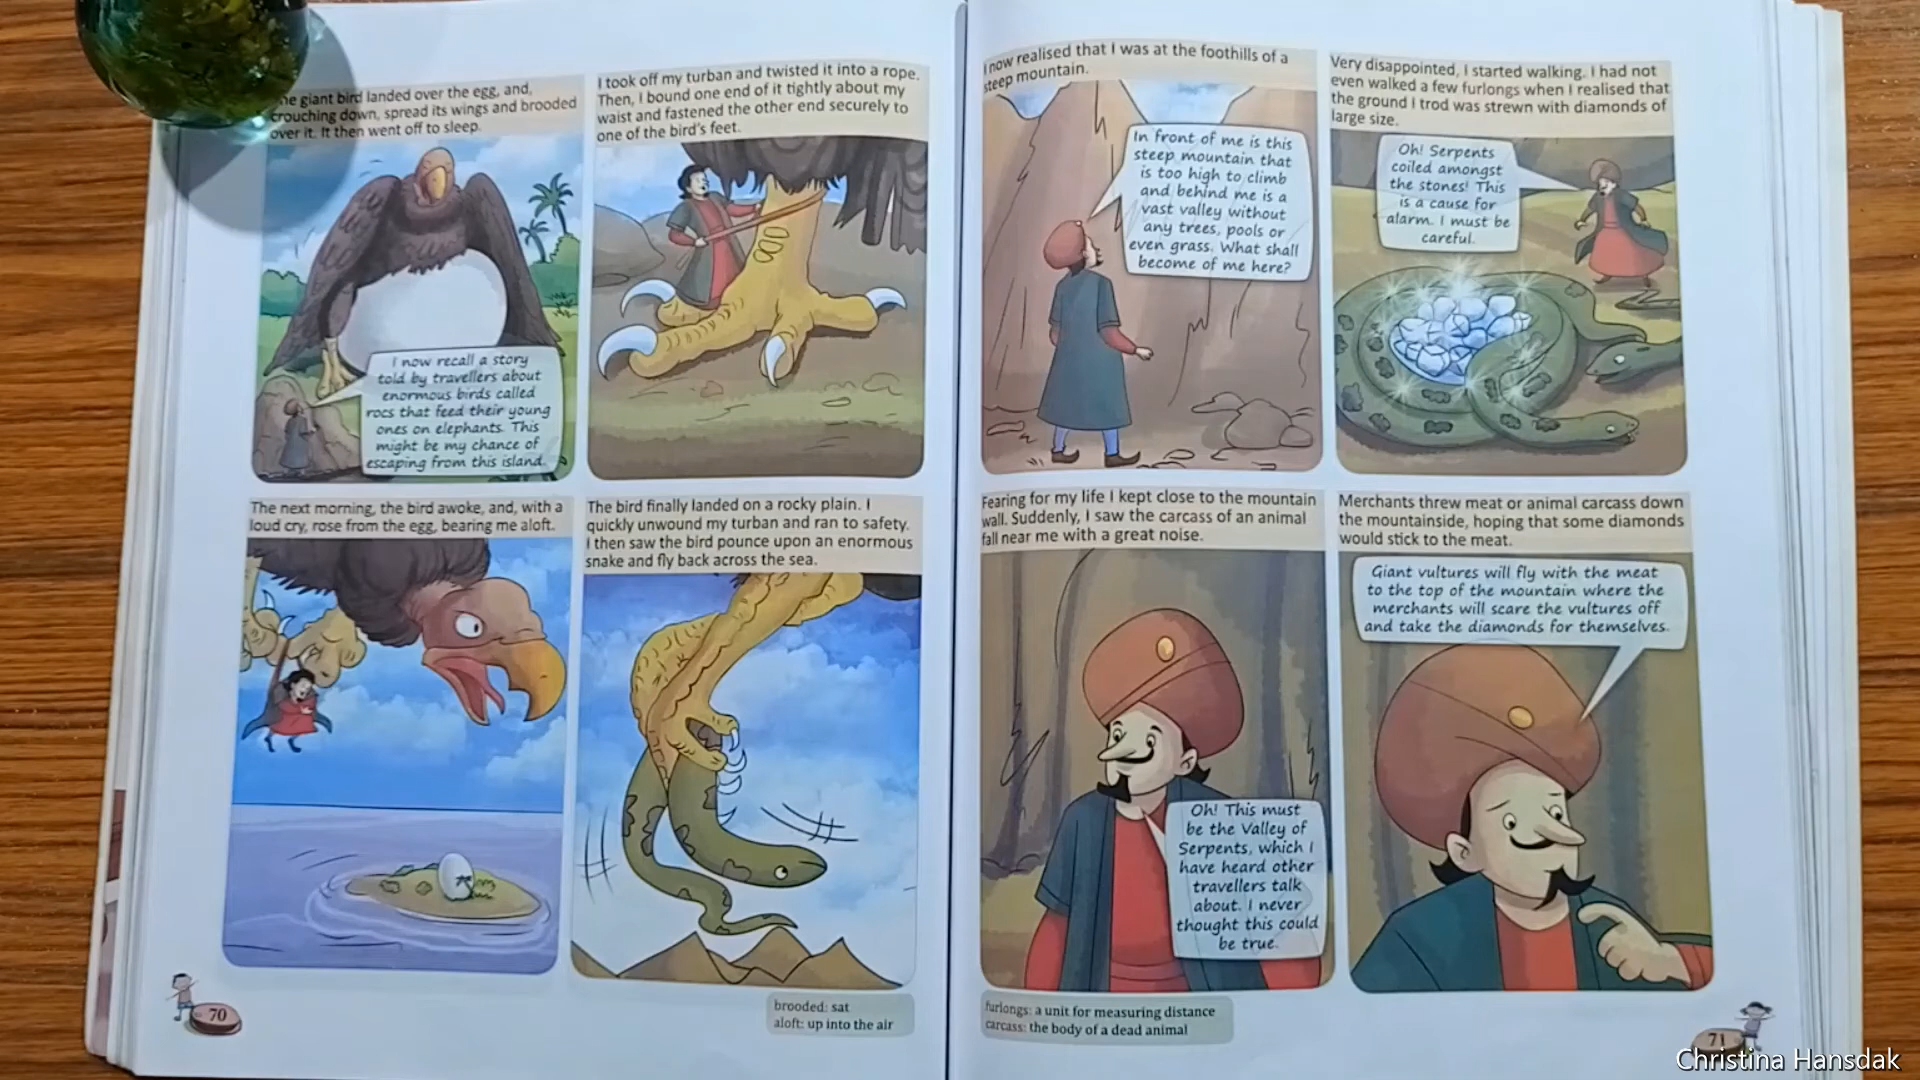 giant bird landed over the egg, and,
crouching down, spread its wings and brooded
over it. It then went off to sleep.
I now recall a story
told by travellers about
enormous birds called
rocs that feed their young
ones on elephants. This
might be my chance of
escaping from this island.
I took off my turban and twisted it into a rope.
Then, I bound one end of it tightly about my
waist and fastened the other end securely to
one of the bird's feet.
The next morning, the bird awoke, and, with a
loud cry, rose from the egg, bearing me aloft.
The bird finally landed on a rocky plain. I
quickly unwound my turban and ran to safety.
I then saw the bird pounce upon an enormous
snake and fly back across the sea.
brooded: sat
aloft: up into the air
70
I now realised that I was at the foothills of a
steep mountain.
In front of me is this
steep mountain that
is too high to climb
and behind me is a
vast valley without
any trees, pools or
even grass. What shall
become of me here?
Very disappointed, I started walking. I had not
even walked a few furlongs when I realised that
the ground I trod was strewn with diamonds of
large size.
Oh! Serpents
coiled amongst
the stones! This
is a cause for
alarm. I must be
careful.
Fearing for my life I kept close to the mountain
wall. Suddenly, I saw the carcass of an animal
fall near me with a great noise.
Oh! This must
be the Valley of
Serpents, which I
have heard other
travellers talk
about. I never
thought this could
be true.
Merchants threw meat or animal carcass down
the mountainside, hoping that some diamonds
would stick to the meat.
Giant vultures will fly with the meat
to the top of the mountain where the
merchants will scare the vultures off
and take the diamonds for themselves.
furlongs: a unit for measuring distance
carcass: the body of a dead animal
71
Christina Hansdak